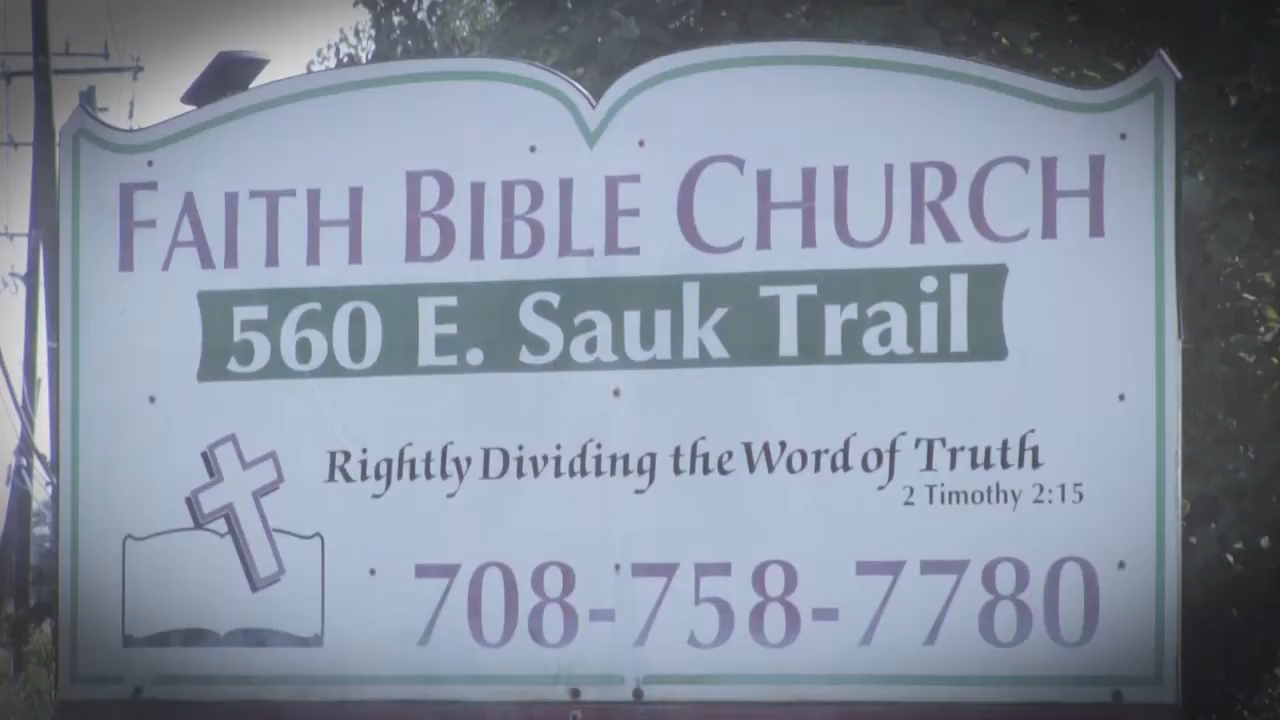 FAITH BIBLE CHURCH
560 E. Sauk Trail
Rightly Dividing the Word of Truth
2 Timothy 2:15
708-758-7780